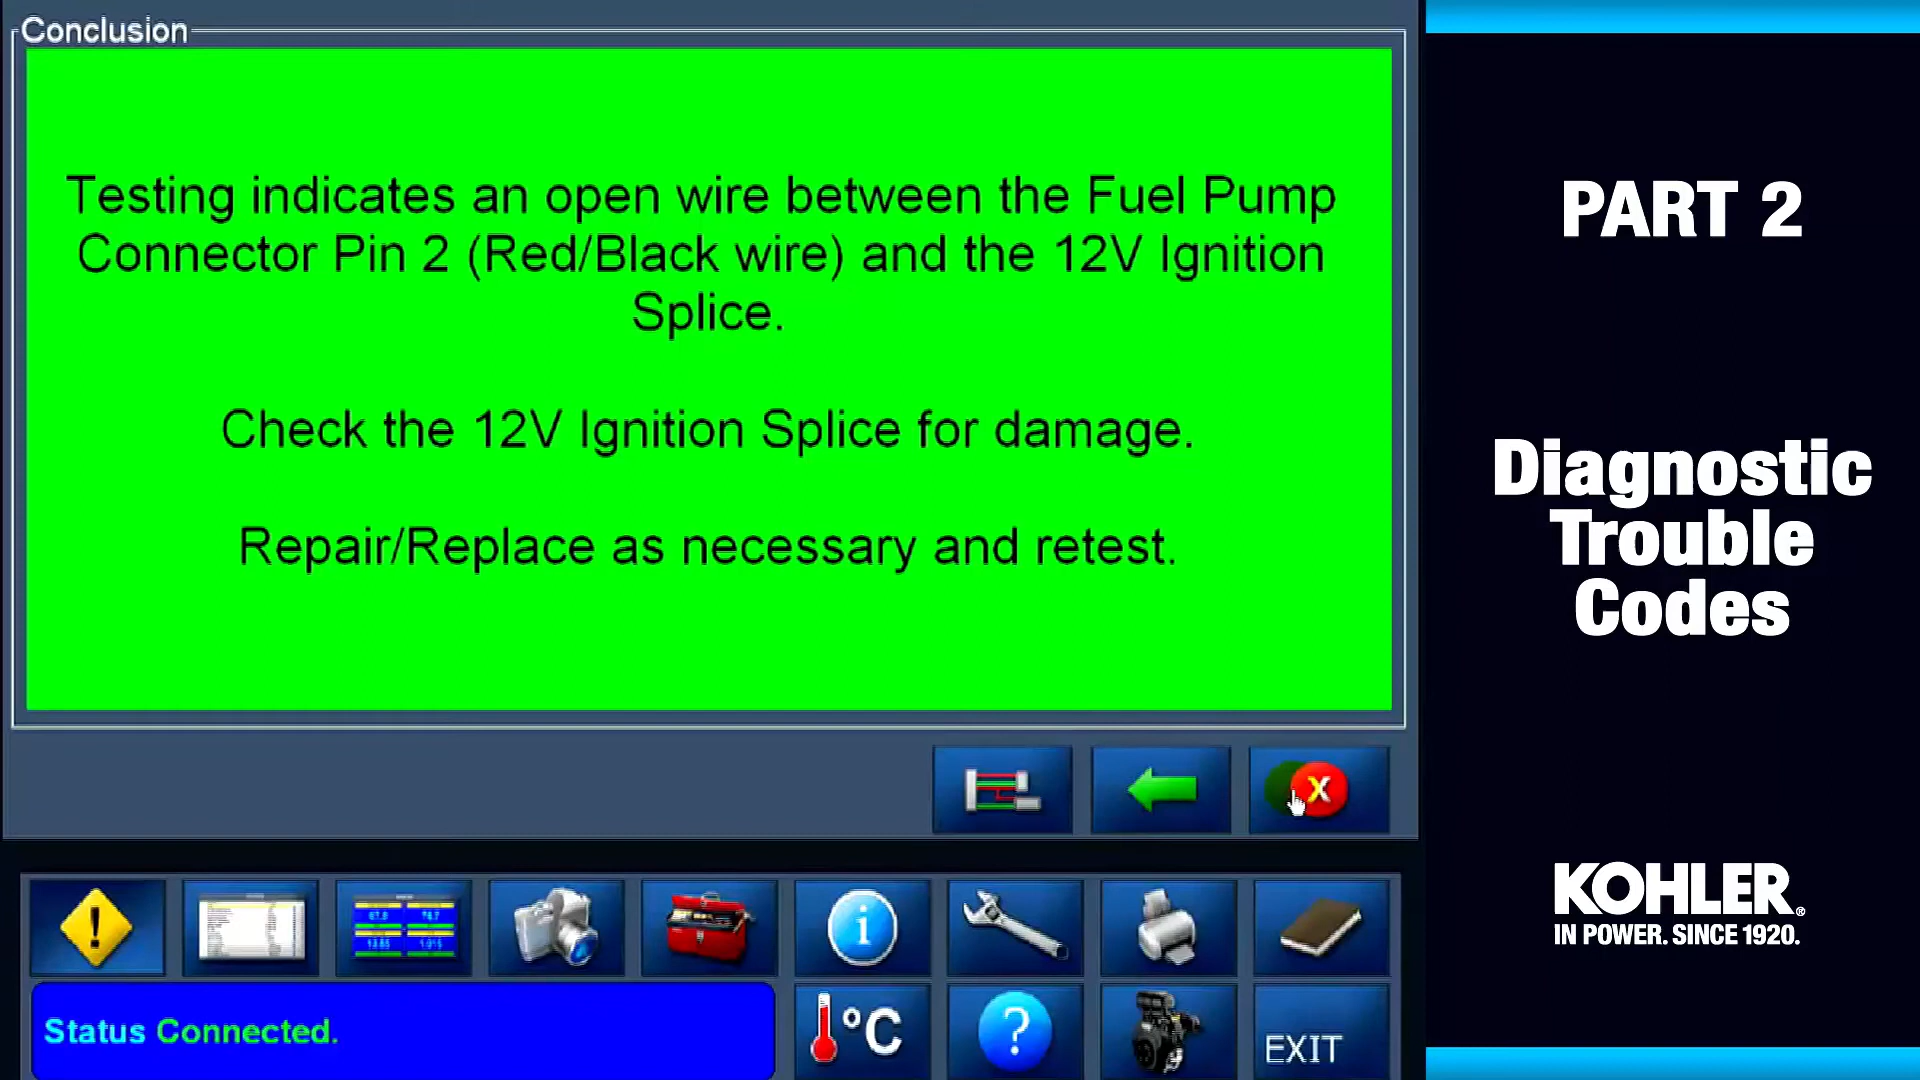 Conclusion
Testing indicates an open wire between the Fuel Pump
Connector Pin 2 (Red/Black wire) and the 12V Ignition
Splice.
Check the 12V Ignition Splice for damage.
Repair/Replace as necessary and retest.
X
Status Connected.
!
i
°C
?
EXIT
PART 2
Diagnostic
Trouble
Codes
KOHLER®
IN POWER. SINCE 1920.